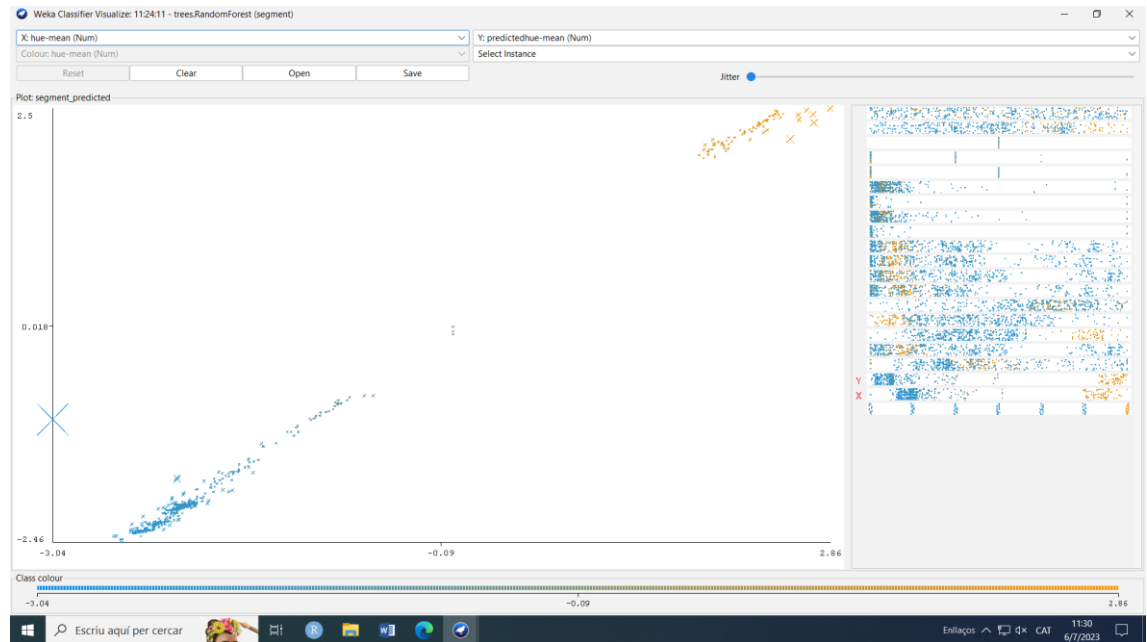 Weka Classifier Visualize: 11:24:11 - trees.RandomForest (segment)
X: hue-mean (Num) Y: predictedhue-mean (Num)
Colour: hue-mean (Num) Select Instance
Reset Clear Open Save Jitter
Plot: segment_predicted
2.5
0.018
Y
X
-2.46
-3.04 -0.09 2.86
Class colour
-3.04 -0.09 2.86
Escriu aquí per cercar R W Enllaços CAT 11:30
6/7/2023